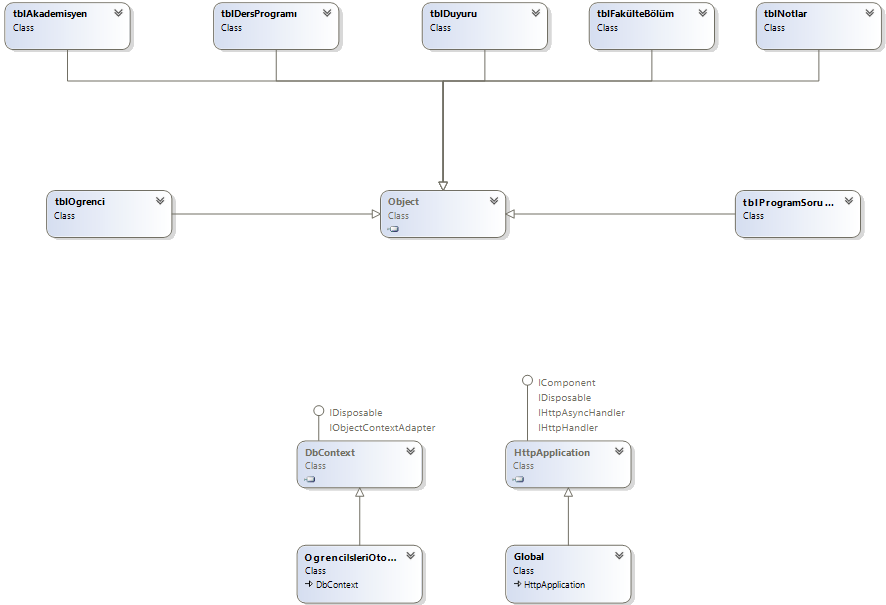 tblAkademisyen
Class
tblDersProgramı
Class
tblDuyuru
Class
tblFakülteBölüm
Class
tblNotlar
Class
tblOgrenci
Class
Object
Class
tblProgramSoru...
Class
IDisposable
IObjectContextAdapter
IComponent
IDisposable
IHttpAsyncHandler
IHttpHandler
DbContext
Class
HttpApplication
Class
OgrenciIsleriOto...
Class
DbContext
Global
Class
HttpApplication